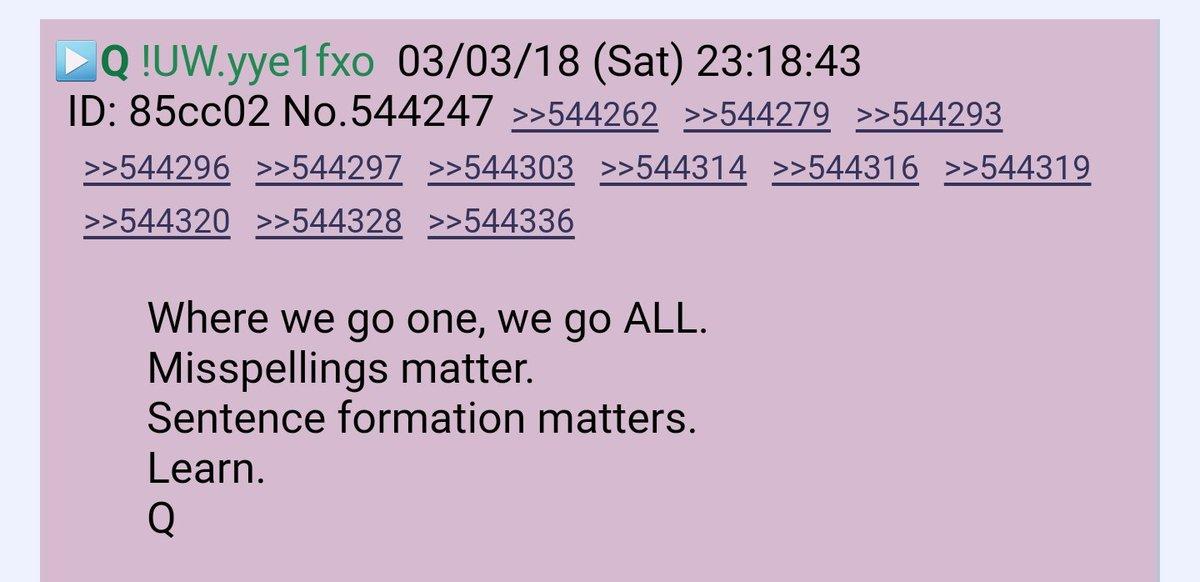 Q !UW.yye1fxo 03/03/18 (Sat) 23:18:43
ID: 85cc02 No.544247 >>544262 >>544279 >>544293
>>544296 >>544297 >>544303 >>544314 >>544316 >>544319
>>544320 >>544328 >>544336
Where we go one, we go ALL.
Misspellings matter.
Sentence formation matters.
Learn.
Q